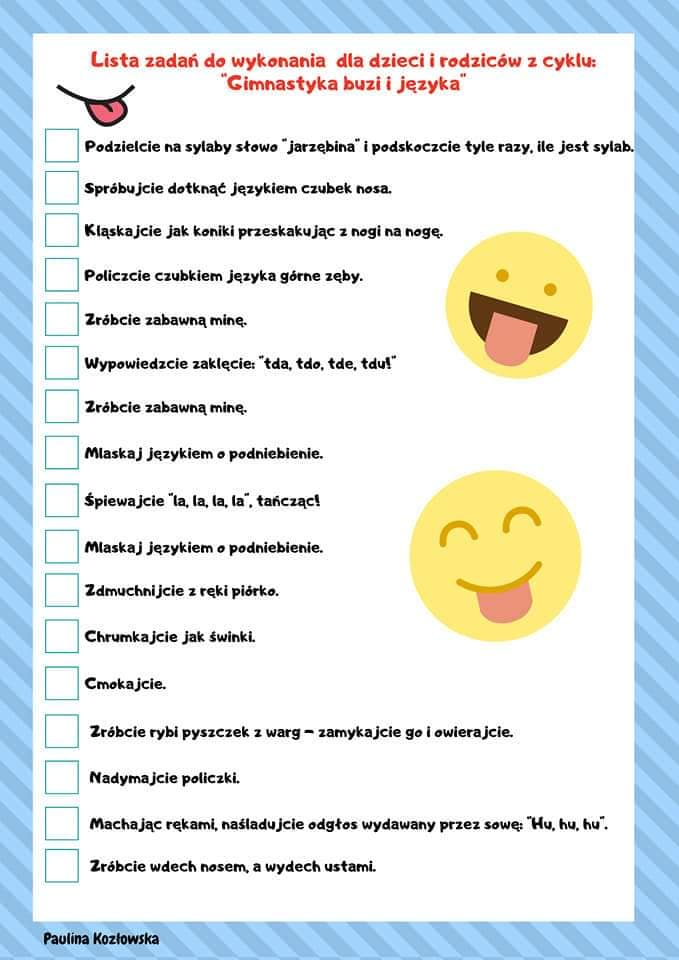 Lista zadań do wykonania dla dzieci i rodziców z cyklu:
"Gimnastyka buzi i języka"
Podzielcie na sylaby słowo "jarzębina" i podskoczcie tyle razy, ile jest sylab.
Spróbujcie dotknąć językiem czubek nosa.
Kląskajcie jak koniki przeskakując z nogi na nogę.
Policzcie czubkiem języka górne zęby.
Zróbcie zabawną minę.
Wypowiedzcie zaklęcie: "tda, tdo, tde, tdu!"
Zróbcie zabawną minę.
Mlaskaj językiem o podniebienie.
Śpiewajcie "la, la, la, la", tańcząc!
Mlaskaj językiem o podniebienie.
Zdmuchnijcie z ręki piórko.
Chrumkajcie jak świnki.
Cmokajcie.
Zróbcie rybi pyszczek z warg – zamykajcie go i owierajcie.
Nadymajcie policzki.
Machając rękami, naśladujcie odgłos wydawany przez sowę: "Hu, hu, hu".
Zróbcie wdech nosem, a wydech ustami.
Paulina Kozłowska